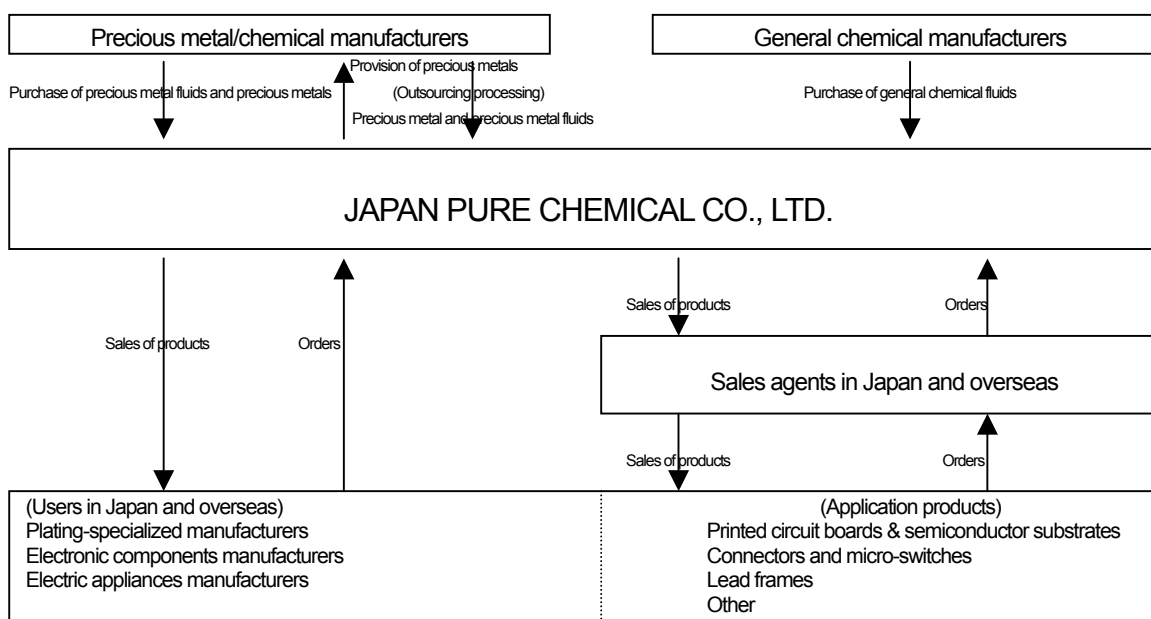 Precious metal/chemical manufacturers
General chemical manufacturers
Provision of precious metals
Purchase of precious metal fluids and precious metals
(Outsourcing processing)
Purchase of general chemical fluids
Precious metal and precious metal fluids
JAPAN PURE CHEMICAL CO., LTD.
Sales of products
Orders
Sales of products
Orders
Sales agents in Japan and overseas
Sales of products
Orders
(Users in Japan and overseas)
Plating-specialized manufacturers
Electronic components manufacturers
Electric appliances manufacturers
(Application products)
Printed circuit boards & semiconductor substrates
Connectors and micro-switches
Lead frames
Other